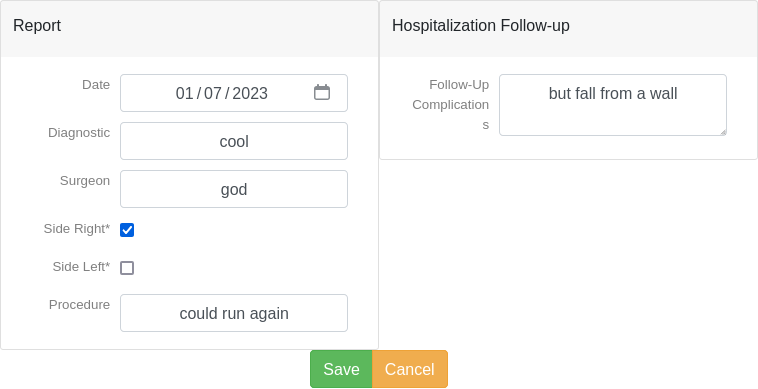 Report
Date
01/07/2023
Diagnostic
cool
Surgeon
god
Side Right*
Side Left*
Procedure
could run again
Hospitalization Follow-up
Follow-Up
Complication
s
but fall from a wall
Save
Cancel